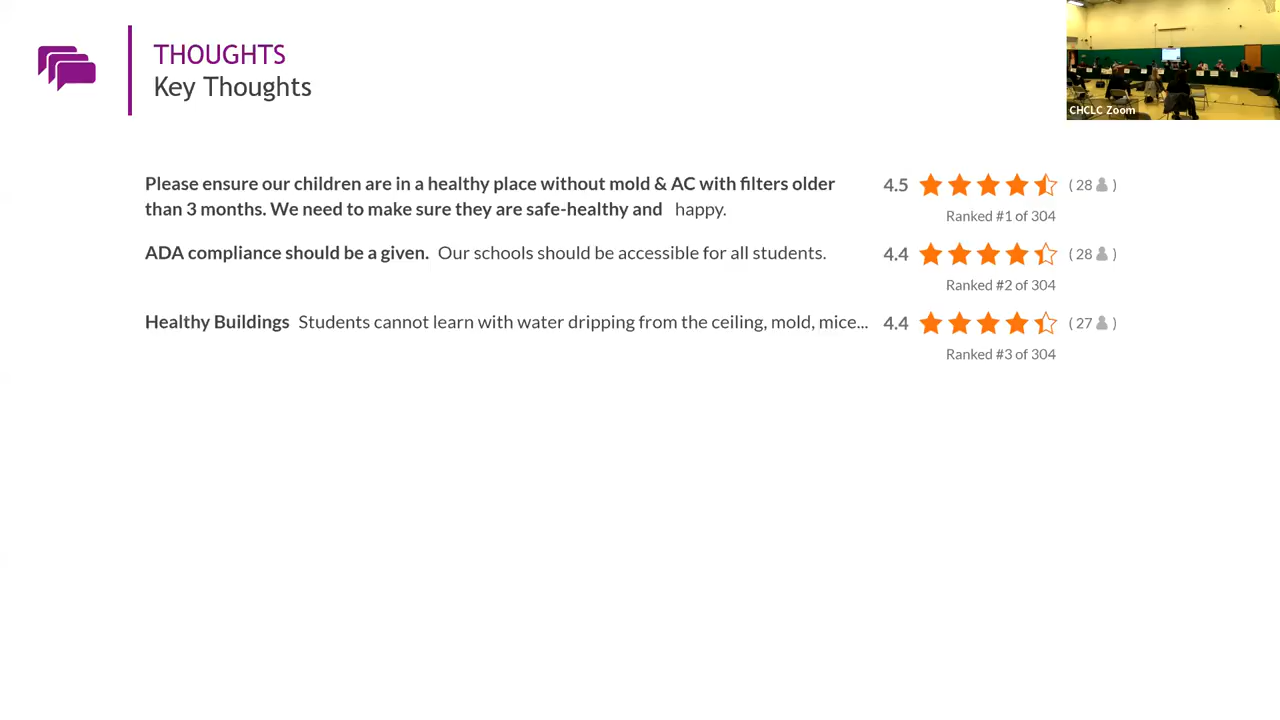 THOUGHTS
Key Thoughts
CHCLC Zoom
Please ensure our children are in a healthy place without mold & AC with filters older
than 3 months. We need to make sure they are safe-healthy and happy.
4.5 (28)
Ranked #1 of 304
ADA compliance should be a given. Our schools should be accessible for all students.
4.4 (28)
Ranked #2 of 304
Healthy Buildings Students cannot learn with water dripping from the ceiling, mold, mice...
4.4 (27)
Ranked #3 of 304